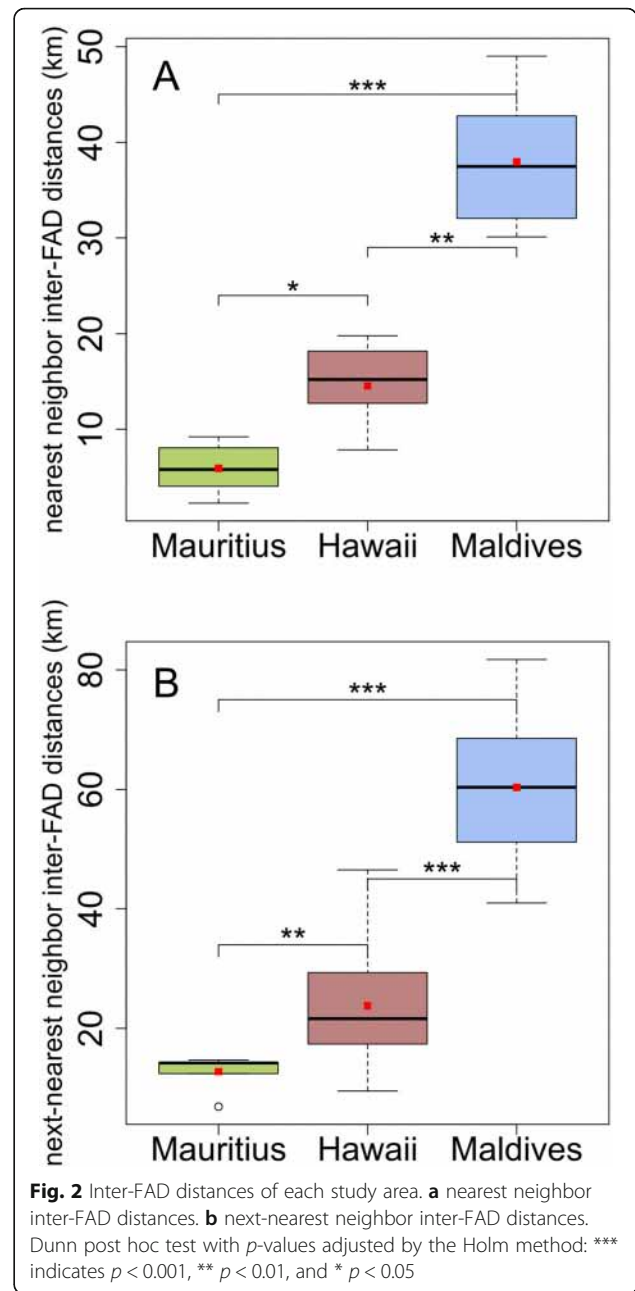 A
nearest neighbor inter-FAD distances (km)
50
40
30
20
10
***
**
*
Mauritius Hawaii Maldives
B
next-nearest neighbor inter-FAD distances (km)
80
60
40
20
***
***
**
Mauritius Hawaii Maldives
Fig. 2 Inter-FAD distances of each study area. a nearest neighbor
inter-FAD distances. b next-nearest neighbor inter-FAD distances.
Dunn post hoc test with p-values adjusted by the Holm method: ***
indicates p < 0.001, ** p < 0.01, and * p < 0.05